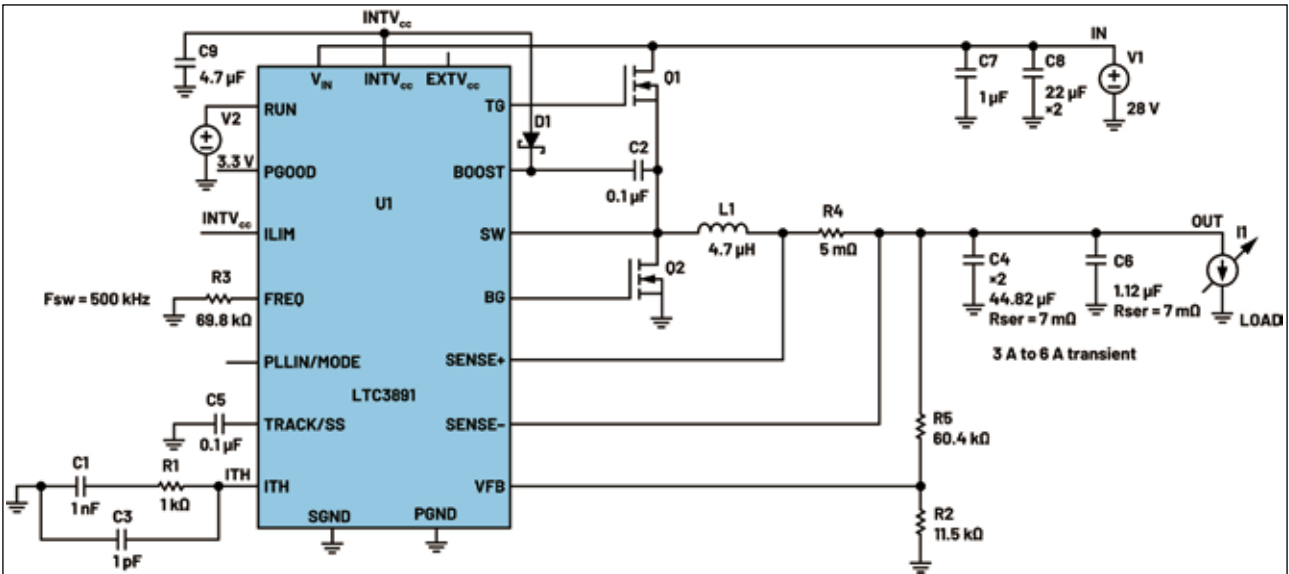 INTVcc
C9
4.7 µF
VIN
INTVcc
EXTVcc
IN
C7
1 µF
C8
22 µF
×2
V1
28 V
Q1
RUN
TG
V2
3.3 V
D1
PGOOD
BOOST
C2
0.1 µF
U1
INTVcc
ILIM
SW
L1
4.7 µH
R4
5 mΩ
OUT
I1
Q2
C4
×2
44.82 µF
Rser = 7 mΩ
C6
1.12 µF
Rser = 7 mΩ
LOAD
Fsw = 500 kHz
R3
69.8 kΩ
FREQ
BG
3 A to 6 A transient
PLLIN/MODE
SENSE+
LTC3891
C5
0.1 µF
TRACK/SS
SENSE–
R5
60.4 kΩ
C1
1 nF
R1
1 kΩ
ITH
ITH
VFB
C3
1 pF
SGND
PGND
R2
11.5 kΩ